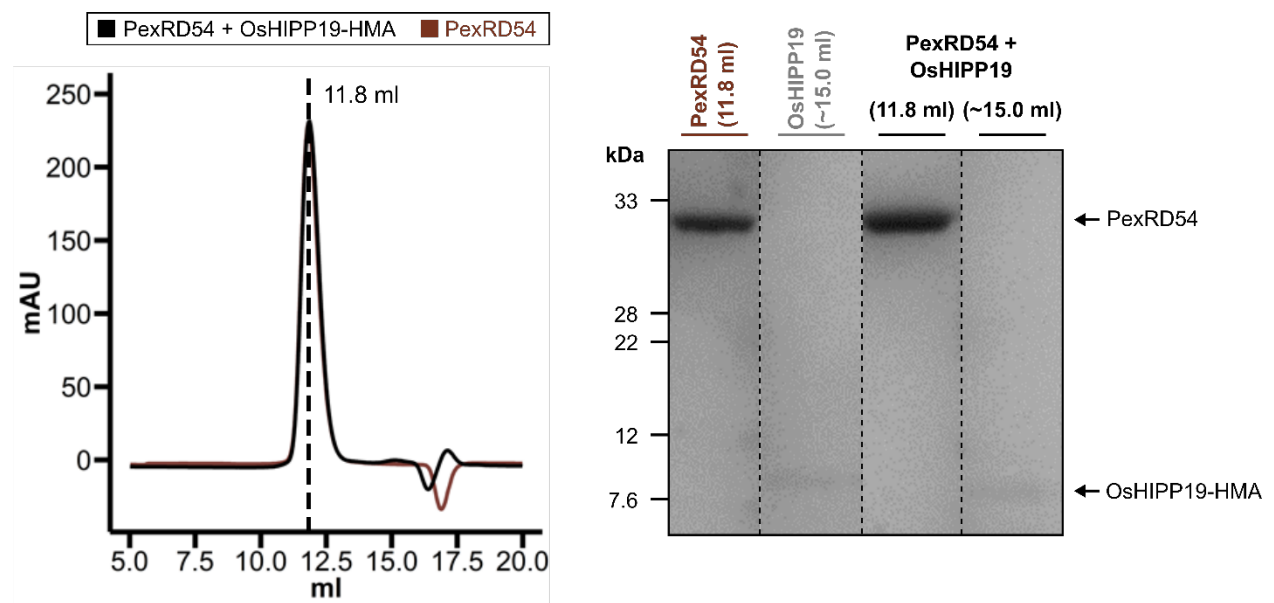 PexRD54 + OsHIPP19-HMA PexRD54
11.8 ml
250
200
150
100
50
0
mAU
5.0 7.5 10.0 12.5 15.0 17.5 20.0
ml
PexRD54
(11.8 ml)
OsHIPP19
(~15.0 ml)
PexRD54 +
OsHIPP19
(11.8 ml) (~15.0 ml)
kDa
33
28
22
12
7.6
PexRD54
OsHIPP19-HMA